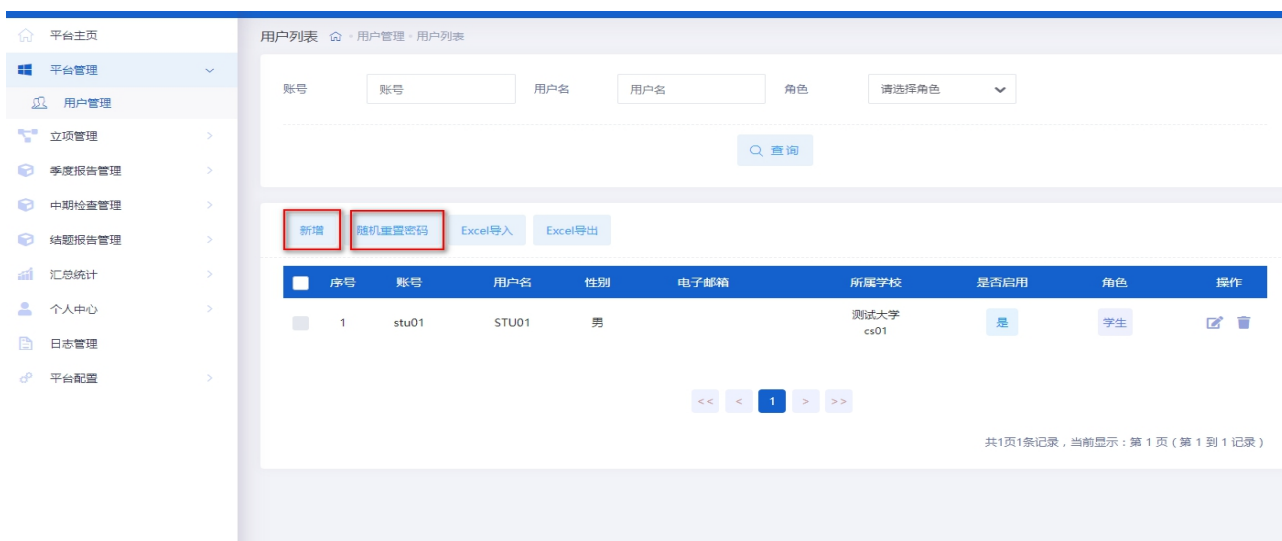 平台主页
平台管理
用户管理
立项管理
季度报告管理
中期检查管理
结题报告管理
汇总统计
个人中心
日志管理
平台配置
用户列表 用户管理 - 用户列表
账号 账号 用户名 用户名 角色 请选择角色
查询
新增 随机重置密码 Excel导入 Excel导出
序号 账号 用户名 性别 电子邮箱 所属学校 是否启用 角色 操作
1 stu01 STU01 男 测试大学 是 学生
cs01
<< < 1 > >>
共1页1条记录，当前显示：第 1 页 ( 第 1 到 1 记录 )